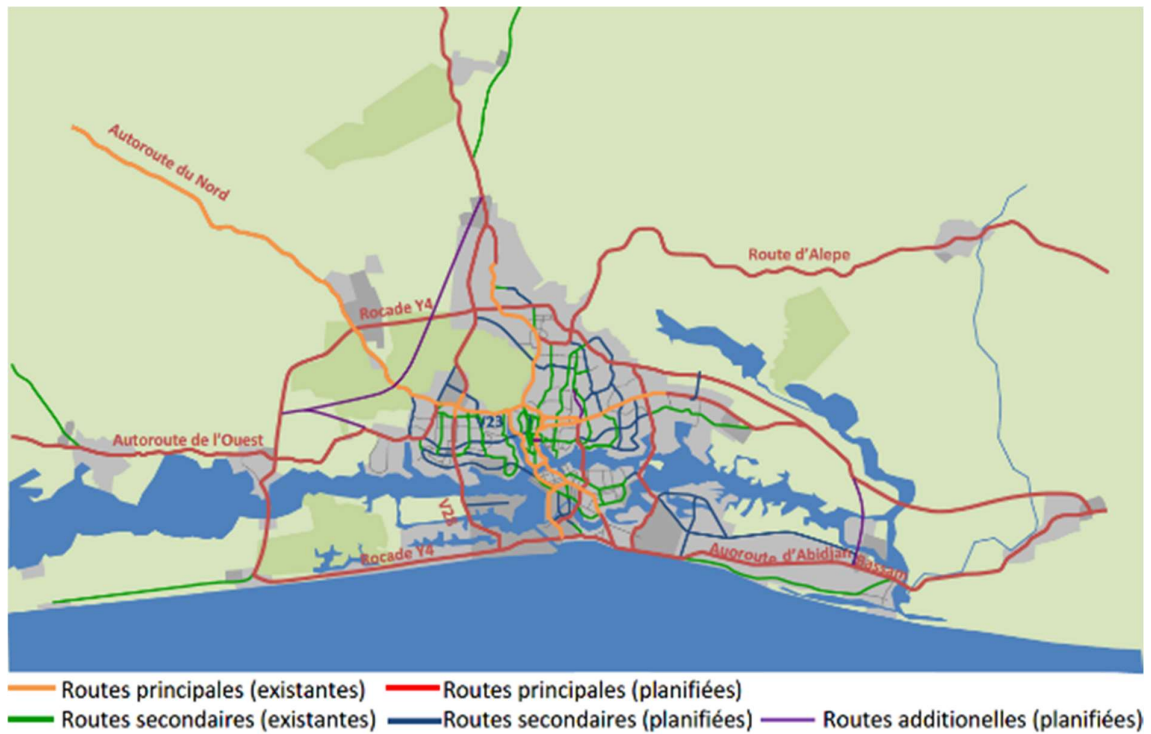 Autoroute du Nord
Route d'Alepe
Rocade Y4
V23
Autoroute de l'Ouest
V23
Rocade Y4
Auoroute d'Abidjan Bassam
Routes principales (existantes)
Routes principales (planifiées)
Routes secondaires (existantes)
Routes secondaires (planifiées)
Routes additionelles (planifiées)